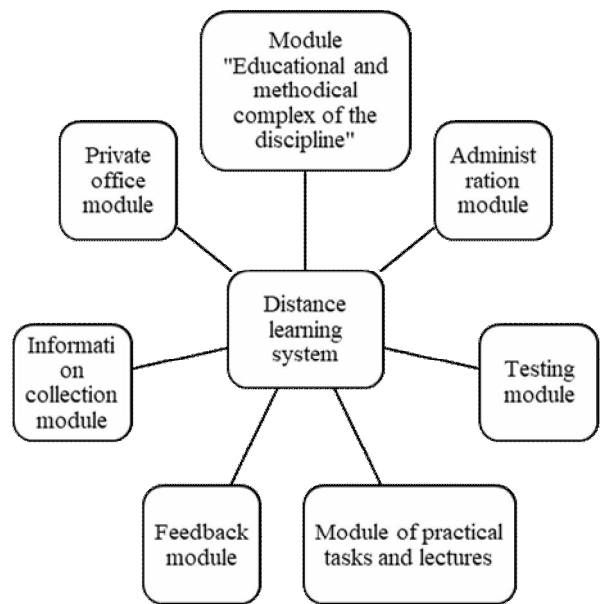 Module
"Educational and
methodical
complex of the
discipline"
Private
office
module
Administ
ration
module
Distance
learning
system
Informati
on
collection
module
Testing
module
Feedback
module
Module of practical
tasks and lectures